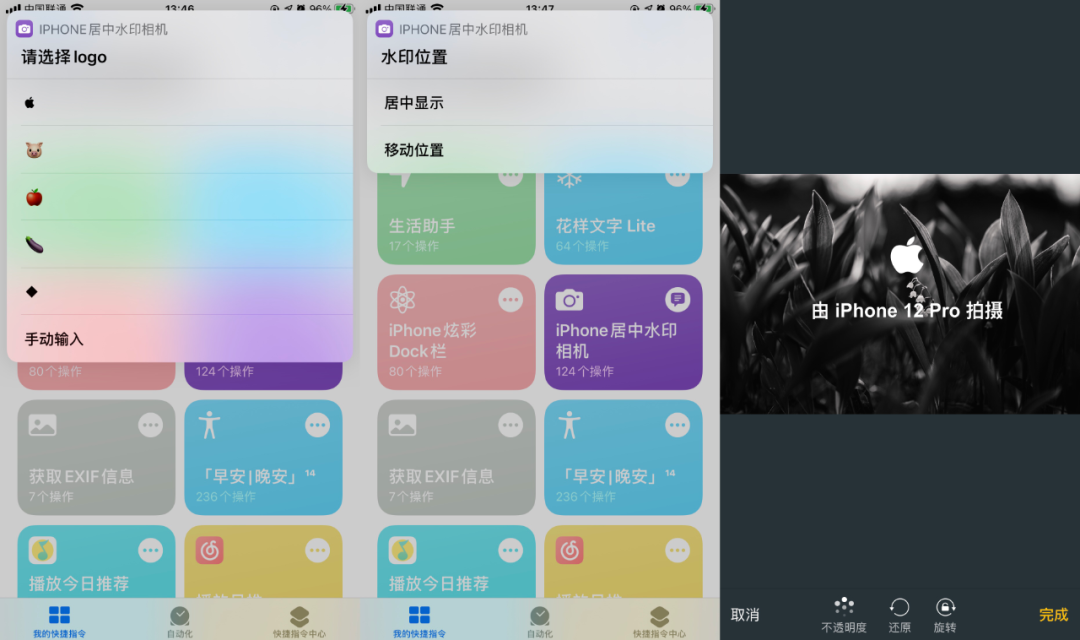 中国联通
13:46
96%
IPHONE居中水印相机
请选择logo
手动输入
80个操作
124个操作
获取EXIF信息
7个操作
「早安|晚安」¹⁴
236个操作
播放今日推荐
我的快捷指令
自动化
快捷指令中心
中国联通
13:47
96%
IPHONE居中水印相机
水印位置
居中显示
移动位置
生活助手
17个操作
花样文字 Lite
64个操作
iPhone炫彩
Dock栏
80个操作
iPhone居中水印
相机
124个操作
获取EXIF信息
7个操作
「早安|晚安」¹⁴
236个操作
播放今日推荐
我的快捷指令
自动化
快捷指令中心
由 iPhone 12 Pro 拍摄
取消
不透明度
还原
旋转
完成